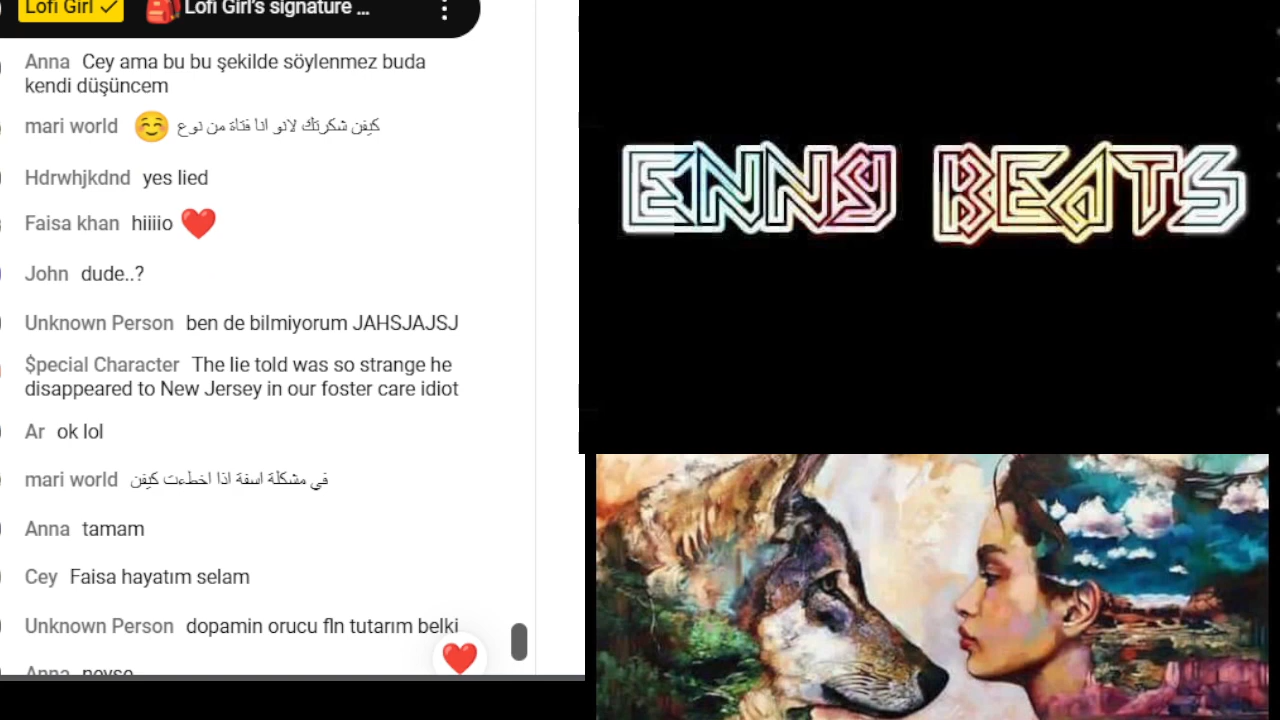 Lofi Girl ✓ 🎒 Lofi Girl's signature ...
Anna Cey ama bu bu şekilde söylenmez buda
kendi düşüncem
mari world ☺️ كيفن شكرتك لانو انا فتاة من نوع
Hdrwhjkdnd yes lied
Faisa khan hiiiio ❤️
John dude..?
Unknown Person ben de bilmiyorum JAHSJAJSJ
$pecial Character The lie told was so strange he
disappeared to New Jersey in our foster care idiot
Ar ok lol
mari world في مشكلة اسفة اذا اخطءت كيفن
Anna tamam
Cey Faisa hayatım selam
Unknown Person dopamin orucu fln tutarım belki
Anna neyse
ENNY BEATS